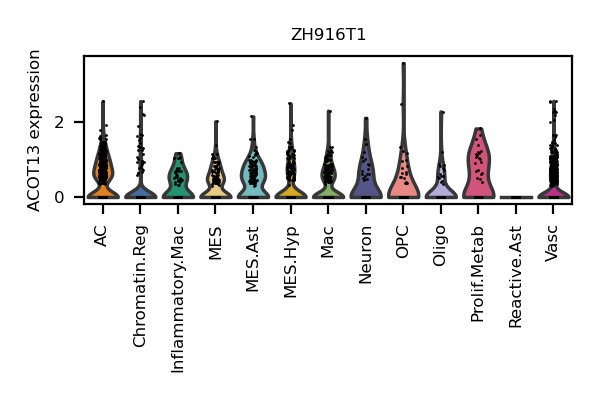 ZH916T1
ACOT13 expression
2
0
AC
Chromatin.Reg
Inflammatory.Mac
MES
MES.Ast
MES.Hyp
Mac
Neuron
OPC
Oligo
Prolif.Metab
Reactive.Ast
Vasc